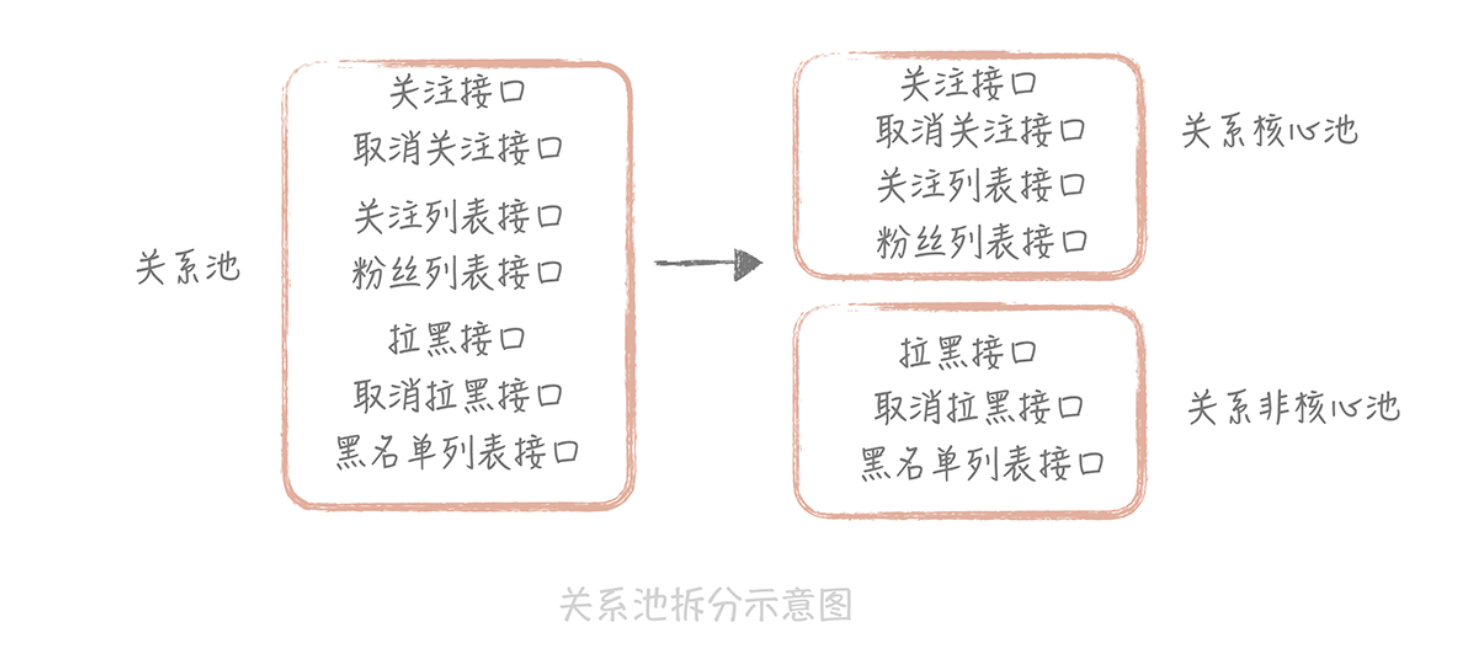 关系池
关注接口
取消关注接口
关注列表接口
粉丝列表接口
拉黑接口
取消拉黑接口
黑名单列表接口
关注接口
取消关注接口
关注列表接口
粉丝列表接口
关系核心池
拉黑接口
取消拉黑接口
黑名单列表接口
关系非核心池
关系池拆分示意图